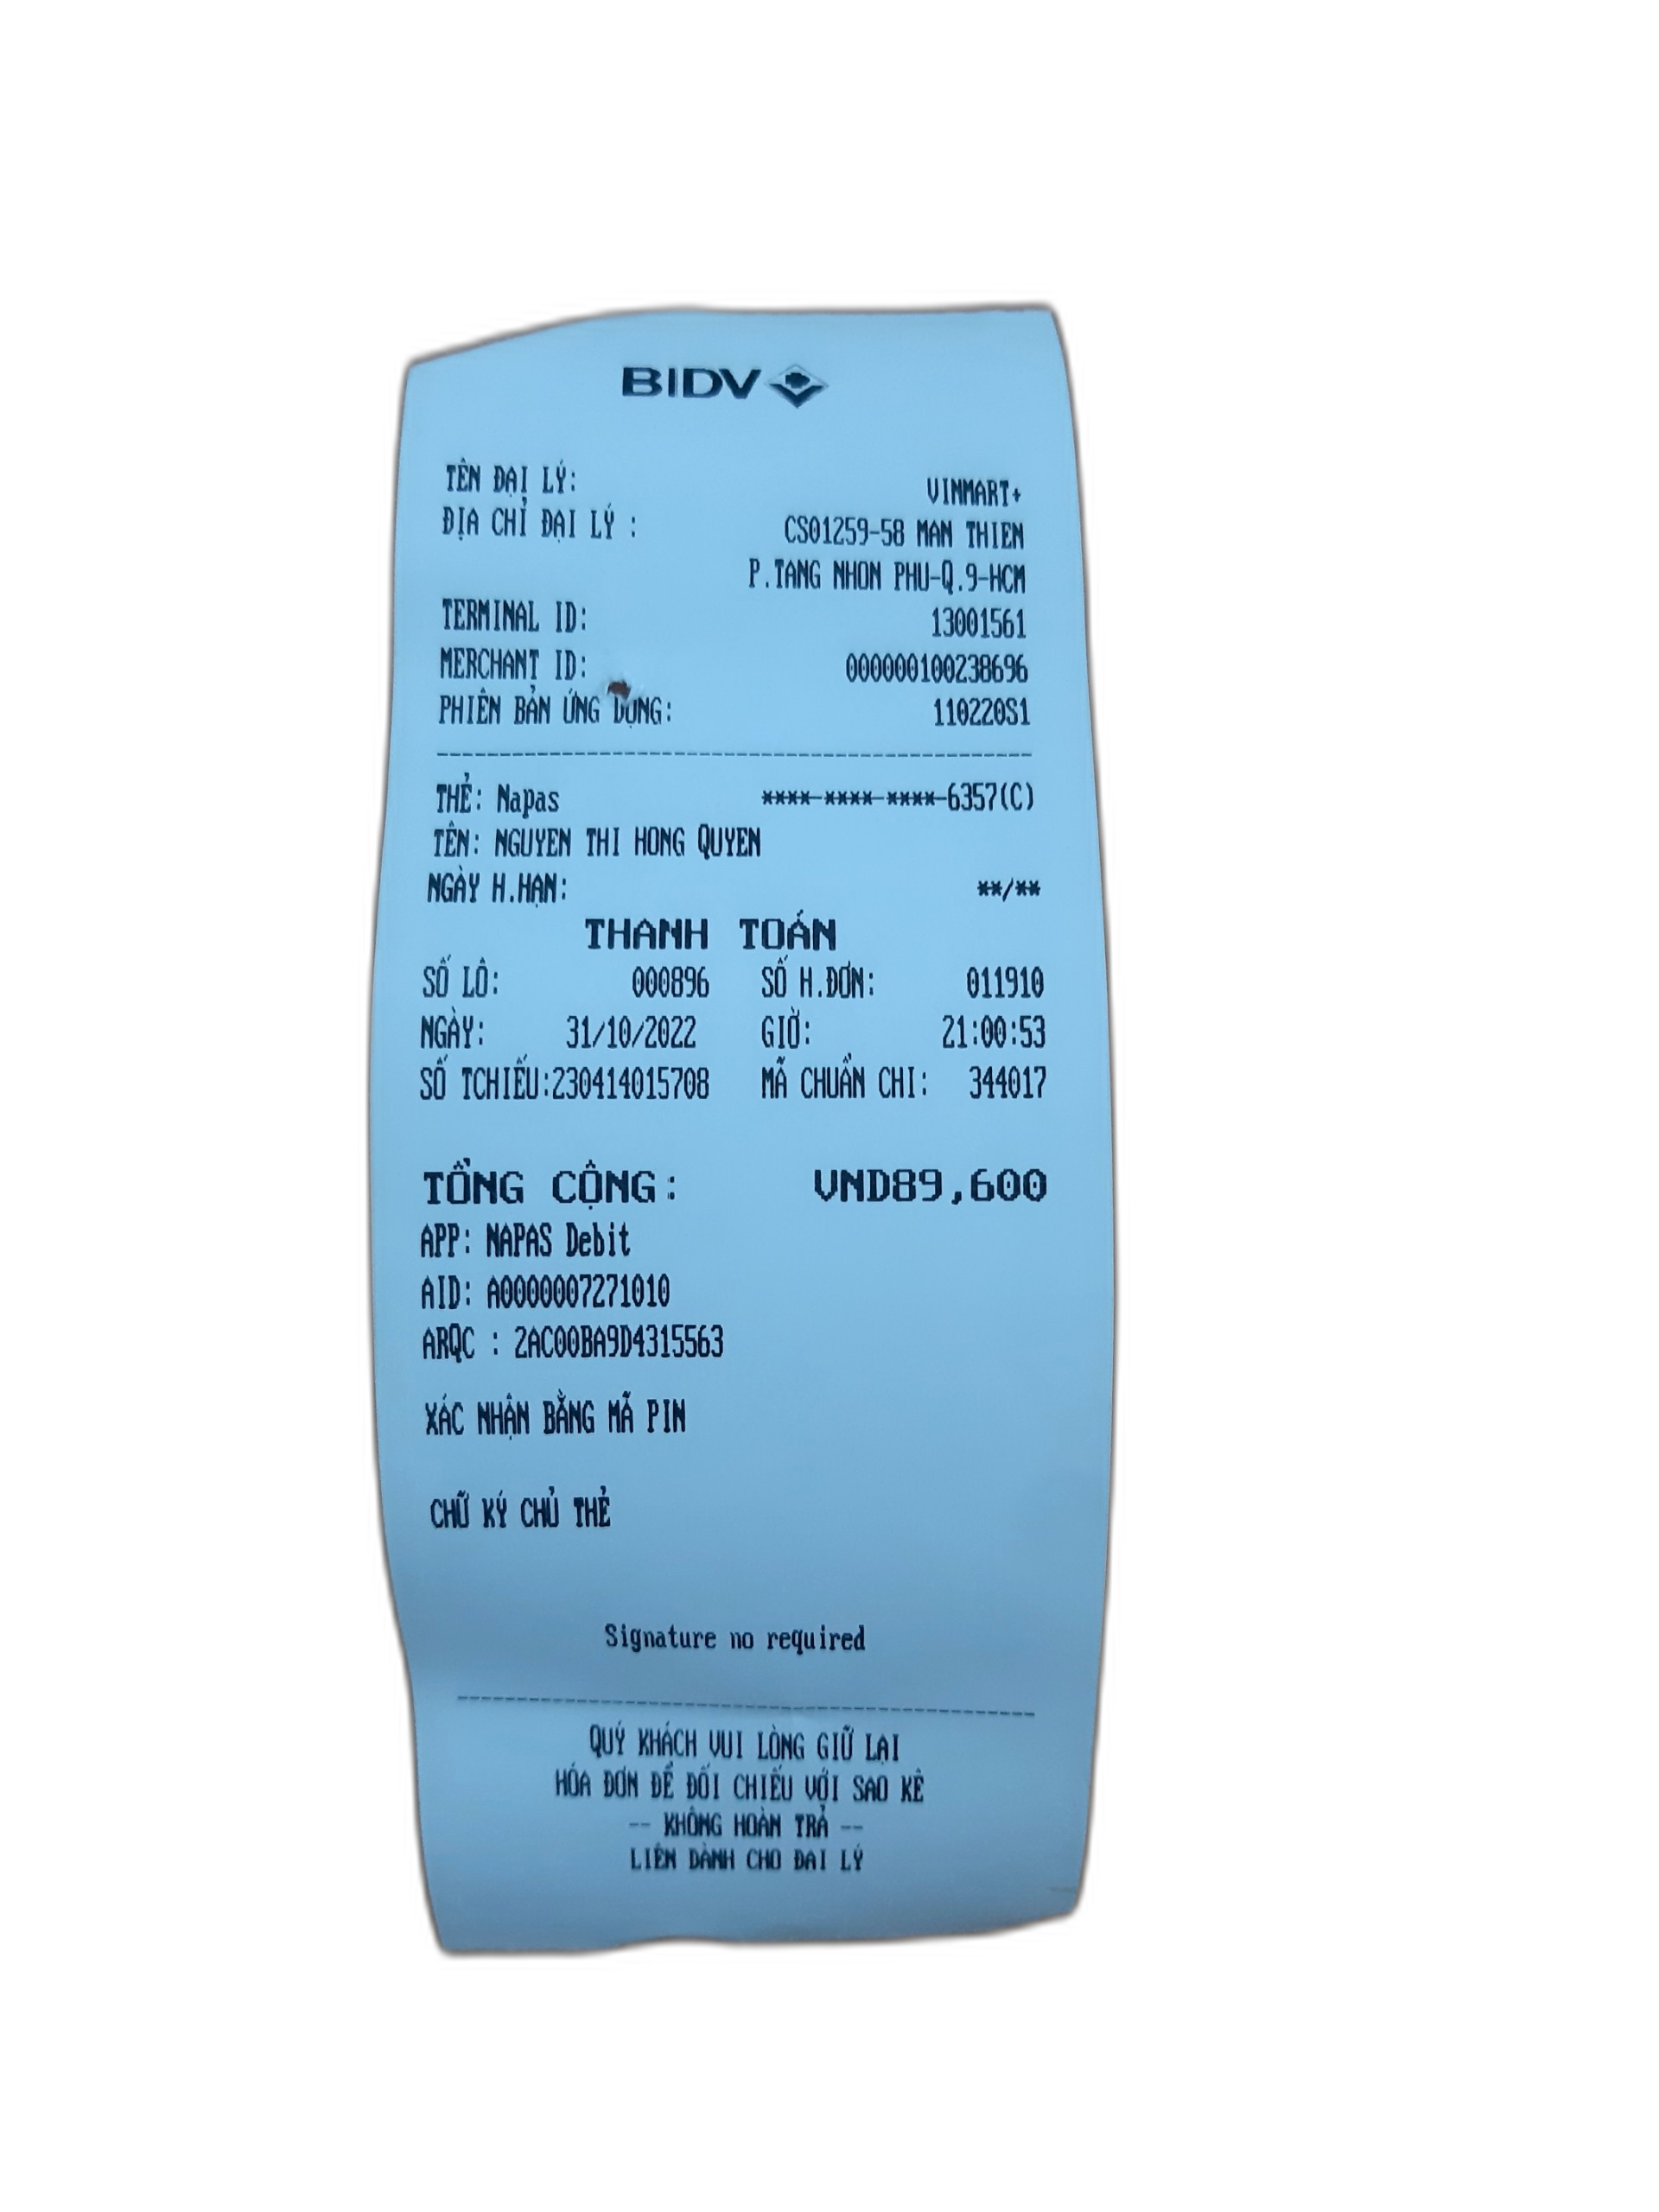 BIDV
TÊN ĐẠI LÝ: VINMART+
ĐỊA CHỈ ĐẠI LÝ : CS01259-58 MAN THIEN
P.TANG NHON PHU-Q.9-HCM
TERMINAL ID: 13001561
MERCHANT ID: 000000100238696
PHIÊN BẢN ỨNG DỤNG: 110220S1
THẺ: Napas ****-****-****-6357(C)
TÊN: NGUYEN THI HONG QUYEN
NGÀY H.HẠN: **/**
THANH TOÁN
SỐ LÔ: 000896 SỐ H.ĐƠN: 011910
NGÀY: 31/10/2022 GIỜ: 21:00:53
SỐ TCHIẾU:230414015708 MÃ CHUẨN CHI: 344017
TỔNG CỘNG: VND89,600
APP: NAPAS Debit
AID: A0000007271010
ARQC : 2AC00BA9D4315563
XÁC NHẬN BẰNG MÃ PIN
CHỮ KÝ CHỦ THẺ
Signature no required
QUÝ KHÁCH VUI LÒNG GIỮ LẠI
HÓA ĐƠN ĐỂ ĐỐI CHIẾU VỚI SAO KÊ
-- KHÔNG HOÀN TRẢ --
LIÊN DÀNH CHO ĐẠI LÝ